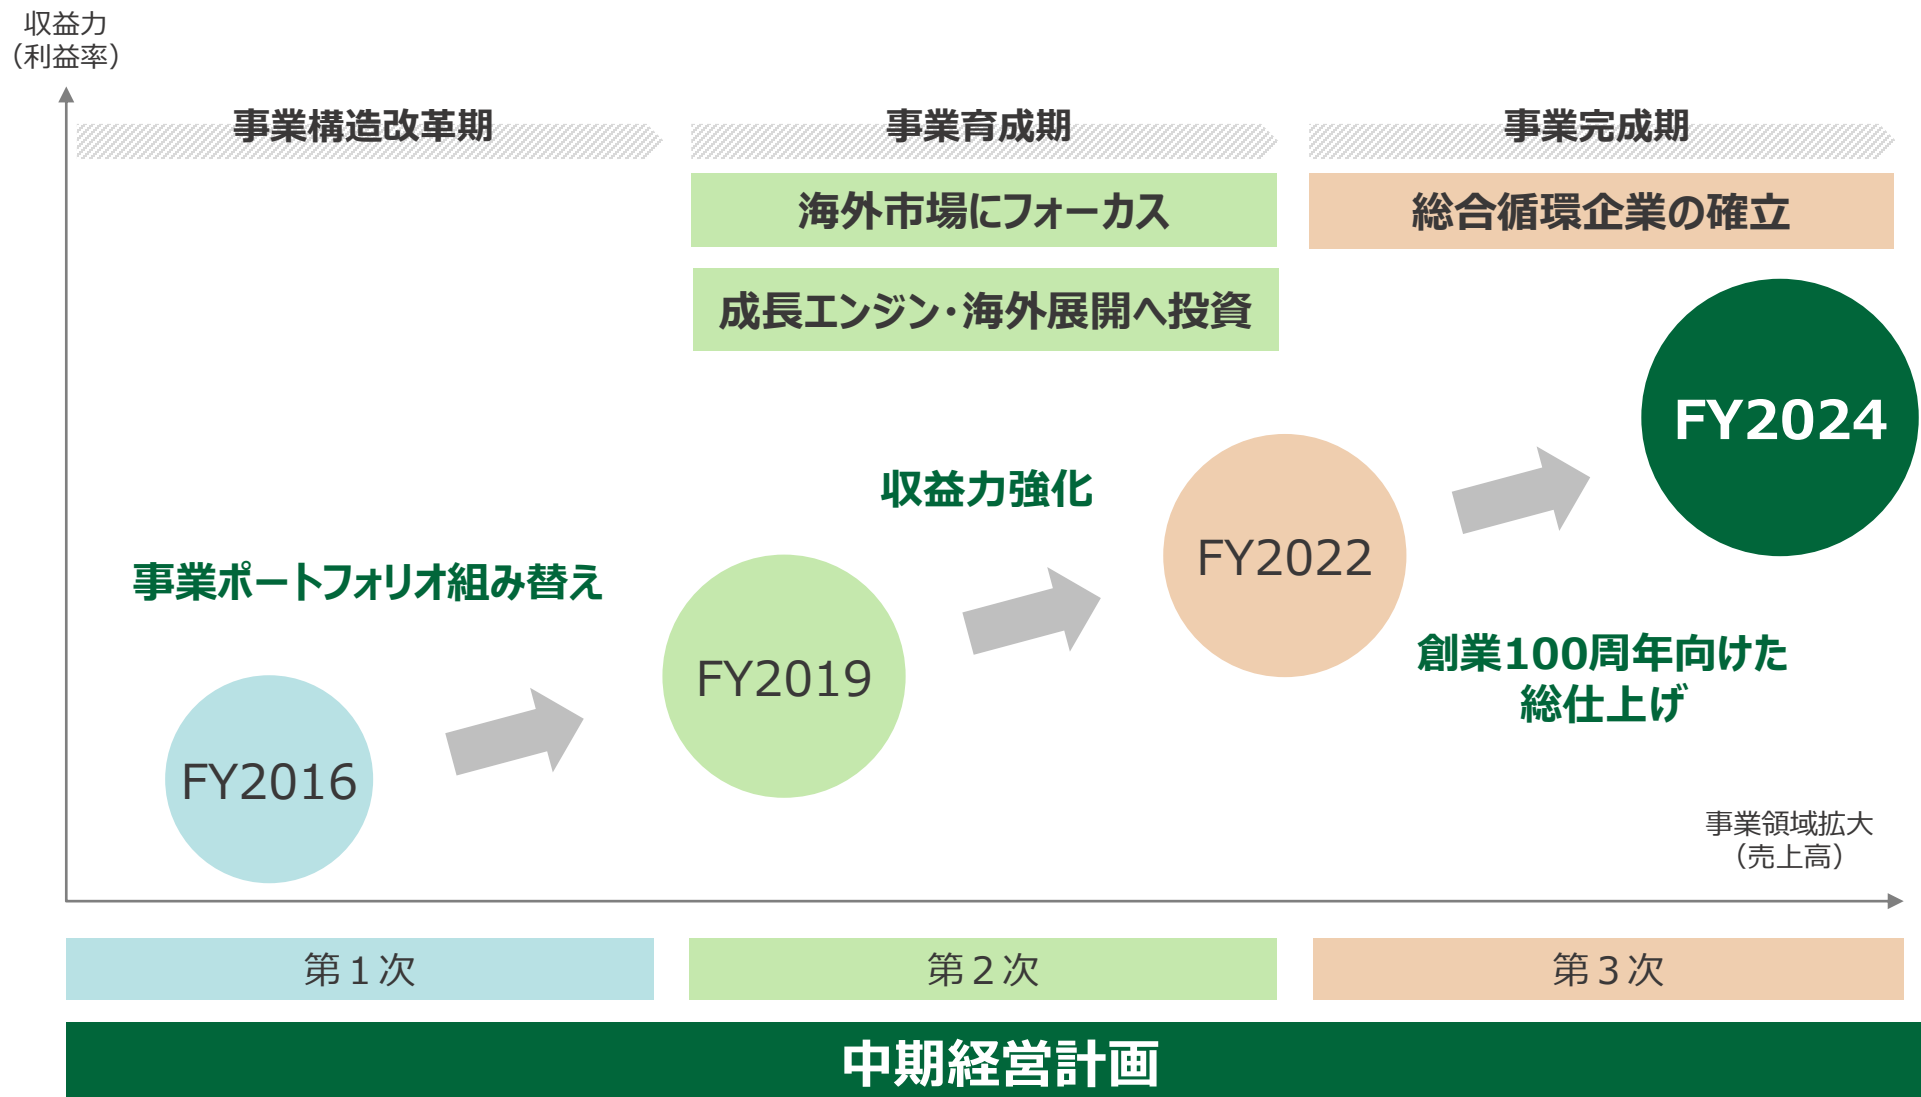 収益力
（利益率）
事業構造改革期
事業育成期
事業完成期
海外市場にフォーカス
総合循環企業の確立
成長エンジン・海外展開へ投資
FY2024
収益力強化
FY2022
事業ポートフォリオ組み替え
FY2019
創業100周年向けた
総仕上げ
FY2016
事業領域拡大
（売上高）
第１次
第２次
第３次
中期経営計画